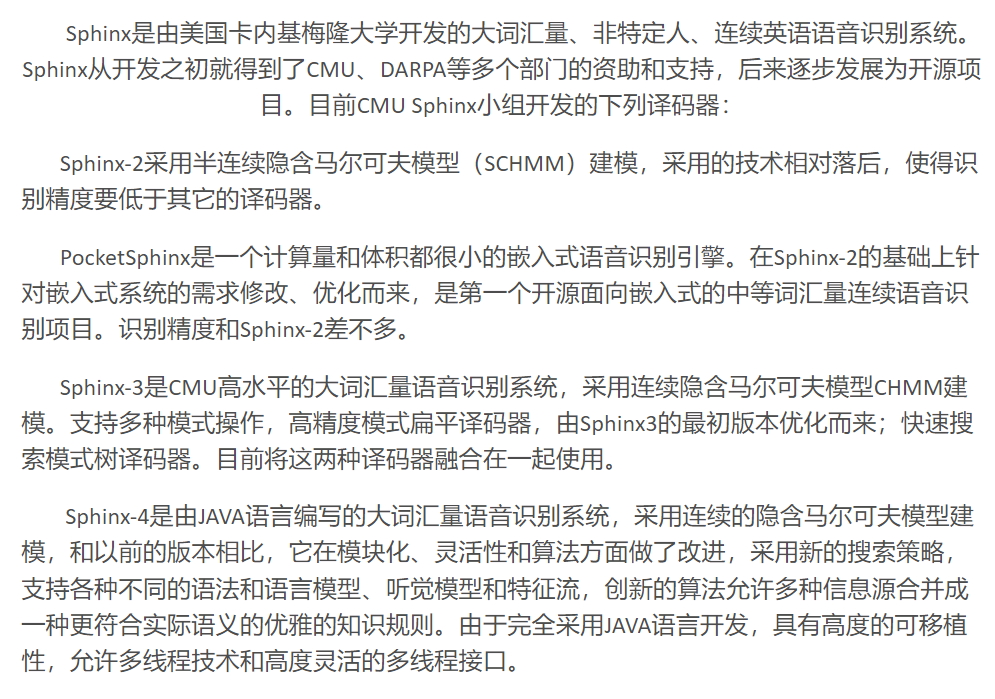 Sphinx是由美国卡内基梅隆大学开发的大词汇量、非特定人、连续英语语音识别系统。
Sphinx从开发之初就得到了CMU、DARPA等多个部门的资助和支持，后来逐步发展为开源项
目。目前CMU Sphinx小组开发的下列译码器：
Sphinx-2采用半连续隐含马尔可夫模型（SCHMM）建模，采用的技术相对落后，使得识
别精度要低于其它的译码器。
PocketSphinx是一个计算量和体积都很小的嵌入式语音识别引擎。在Sphinx-2的基础上针
对嵌入式系统的需求修改、优化而来，是第一个开源面向嵌入式的中等词汇量连续语音识
别项目。识别精度和Sphinx-2差不多。
Sphinx-3是CMU高水平的大词汇量语音识别系统，采用连续隐含马尔可夫模型CHMM建
模。支持多种模式操作，高精度模式扁平译码器，由Sphinx3的最初版本优化而来；快速搜
索模式树译码器。目前将这两种译码器融合在一起使用。
Sphinx-4是由JAVA语言编写的大词汇量语音识别系统，采用连续的隐含马尔可夫模型建
模，和以前的版本相比，它在模块化、灵活性和算法方面做了改进，采用新的搜索策略，
支持各种不同的语法和语言模型、听觉模型和特征流，创新的算法允许多种信息源合并成
一种更符合实际语义的优雅的知识规则。由于完全采用JAVA语言开发，具有高度的可移植
性，允许多线程技术和高度灵活的多线程接口。